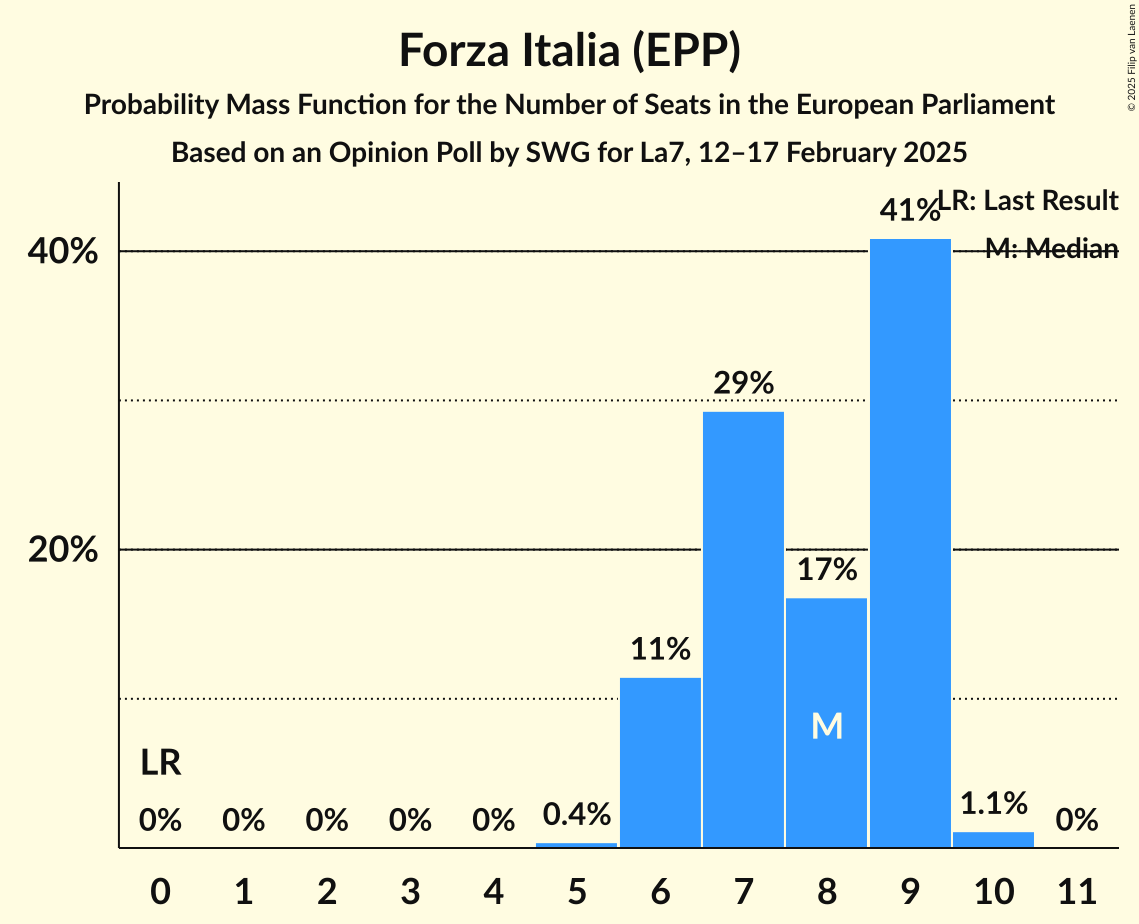 Forza Italia (EPP)
Probability Mass Function for the Number of Seats in the European Parliament
Based on an Opinion Poll by SWG for La7, 12–17 February 2025
© 2025 Filip van Laenen
LR: Last Result
M: Median
40%
20%
LR
0%
0%
0%
0%
0%
0.4%
11%
29%
17%
41%
1.1%
0%
M
0 1 2 3 4 5 6 7 8 9 10 11